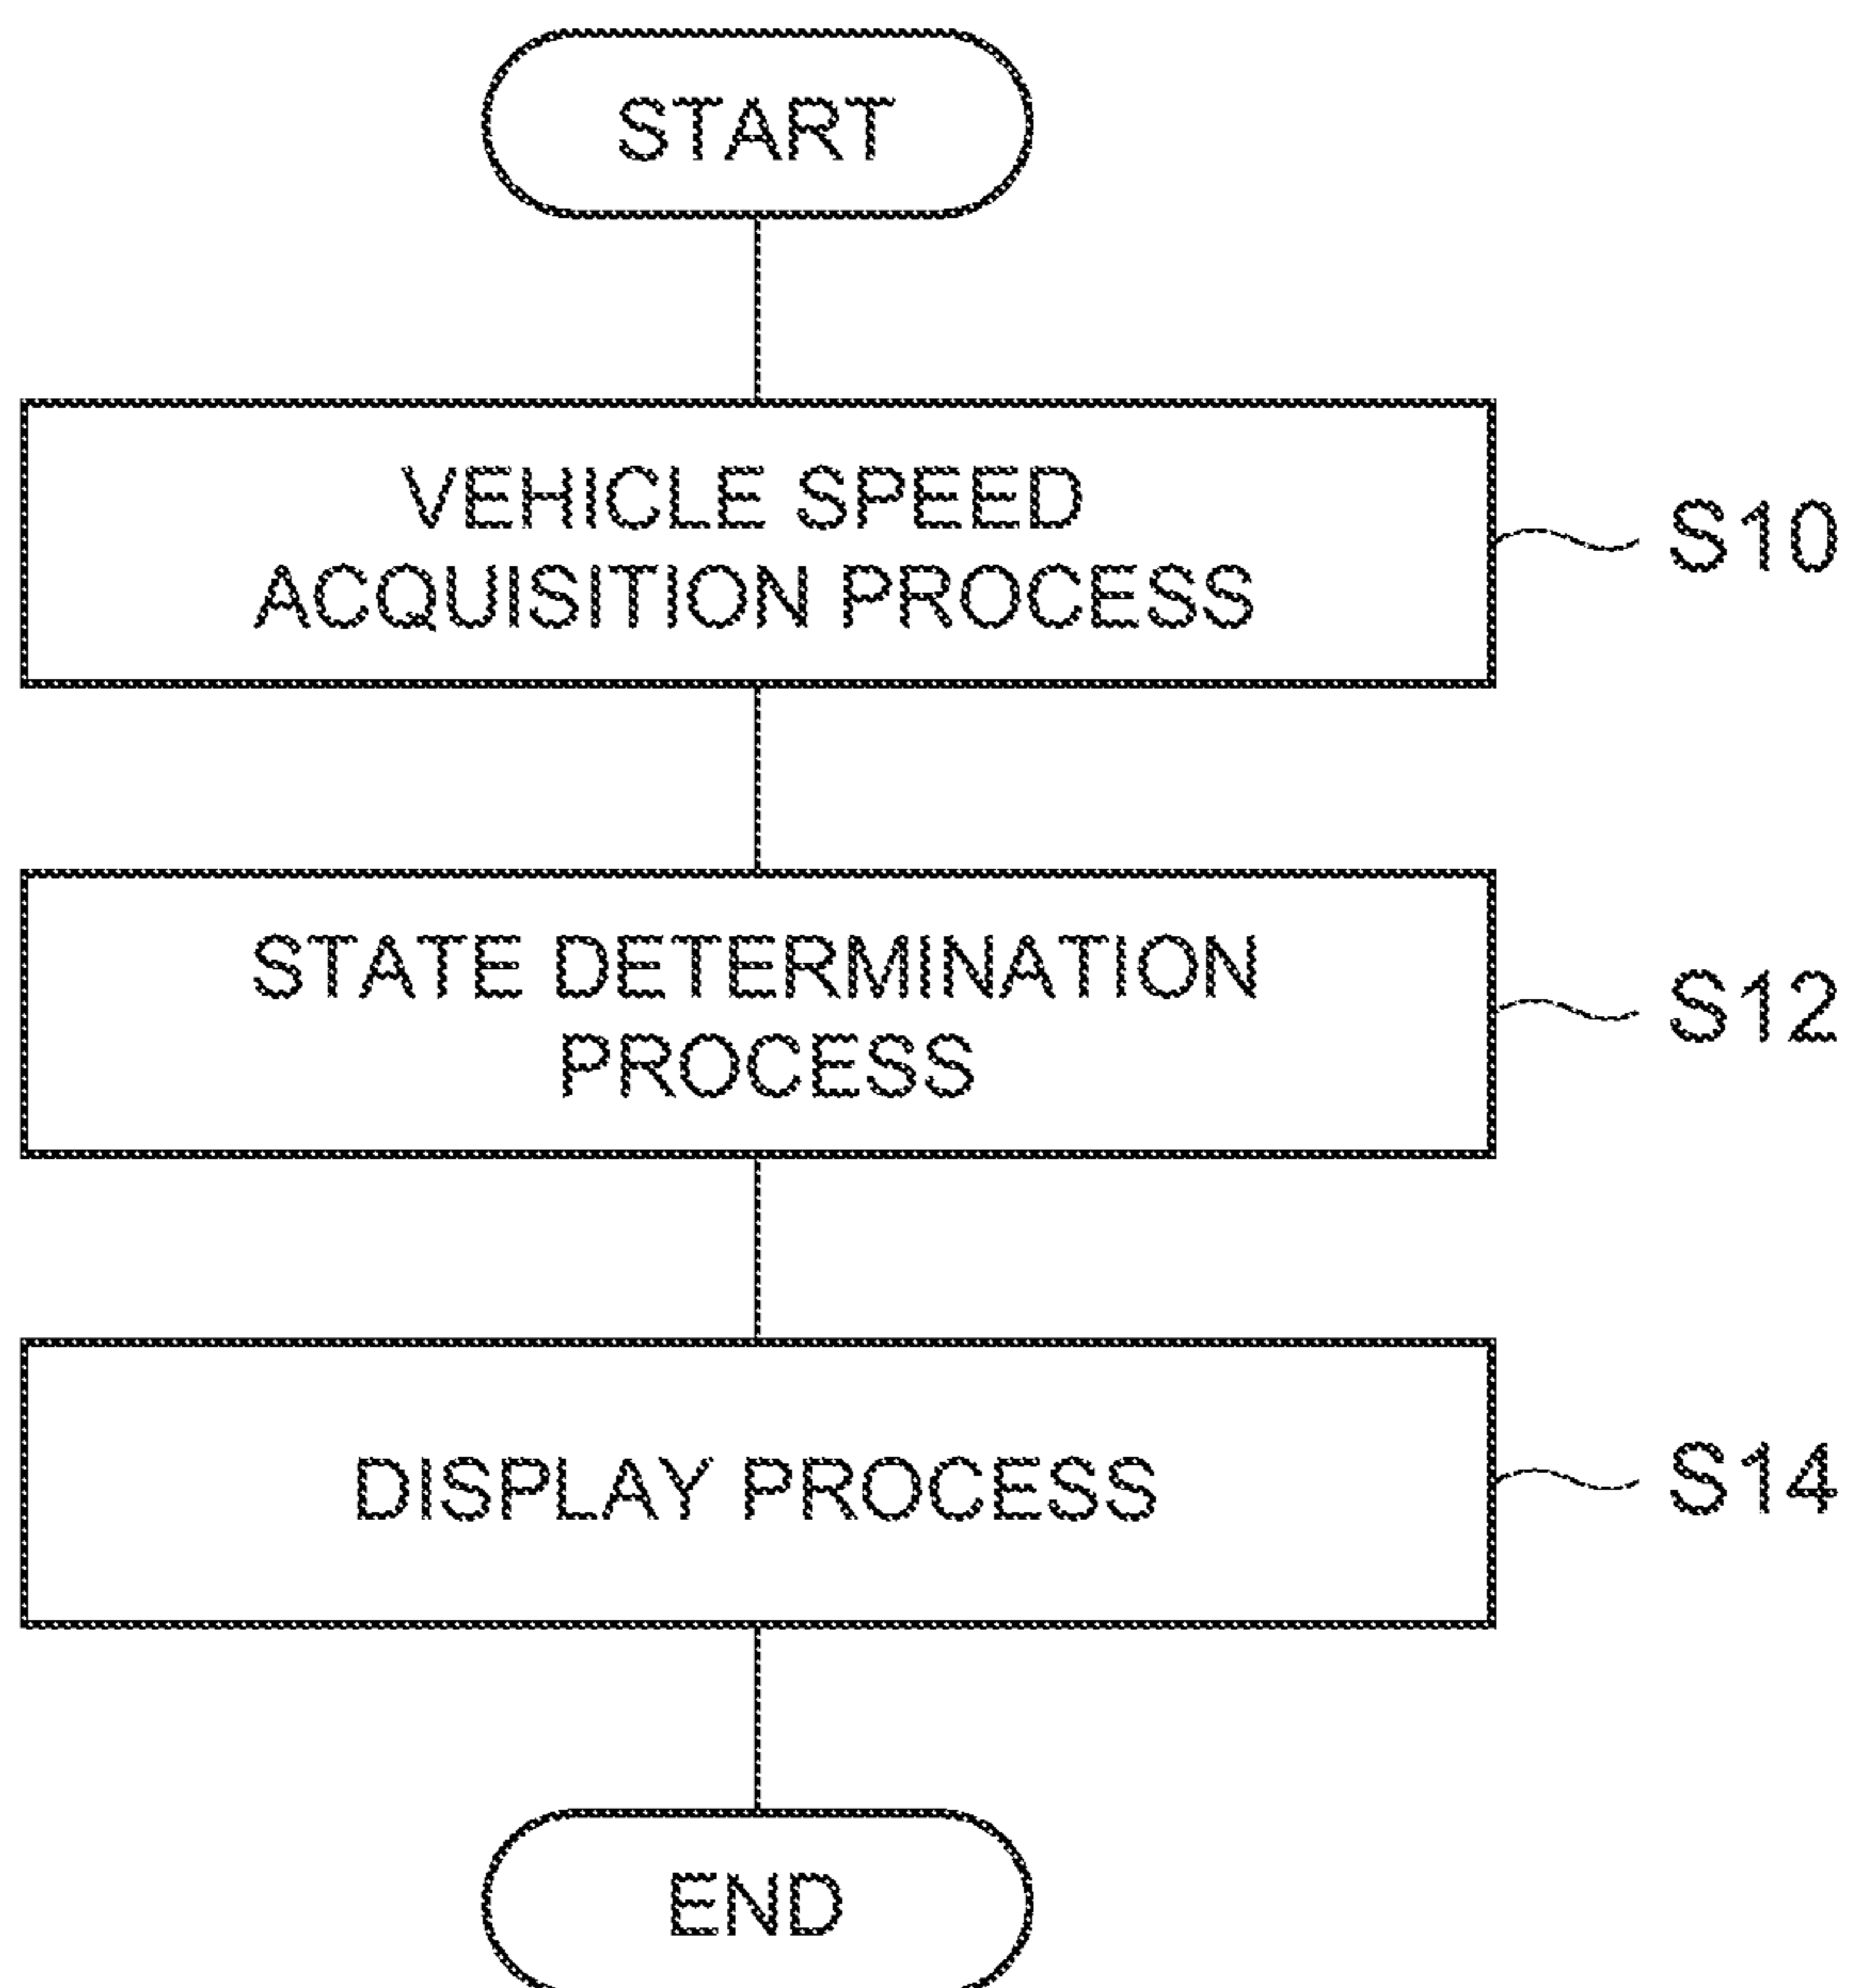 START
VEHICLE SPEED
ACQUISITION PROCESS
S10
STATE DETERMINATION
PROCESS
S12
DISPLAY PROCESS
S14
END